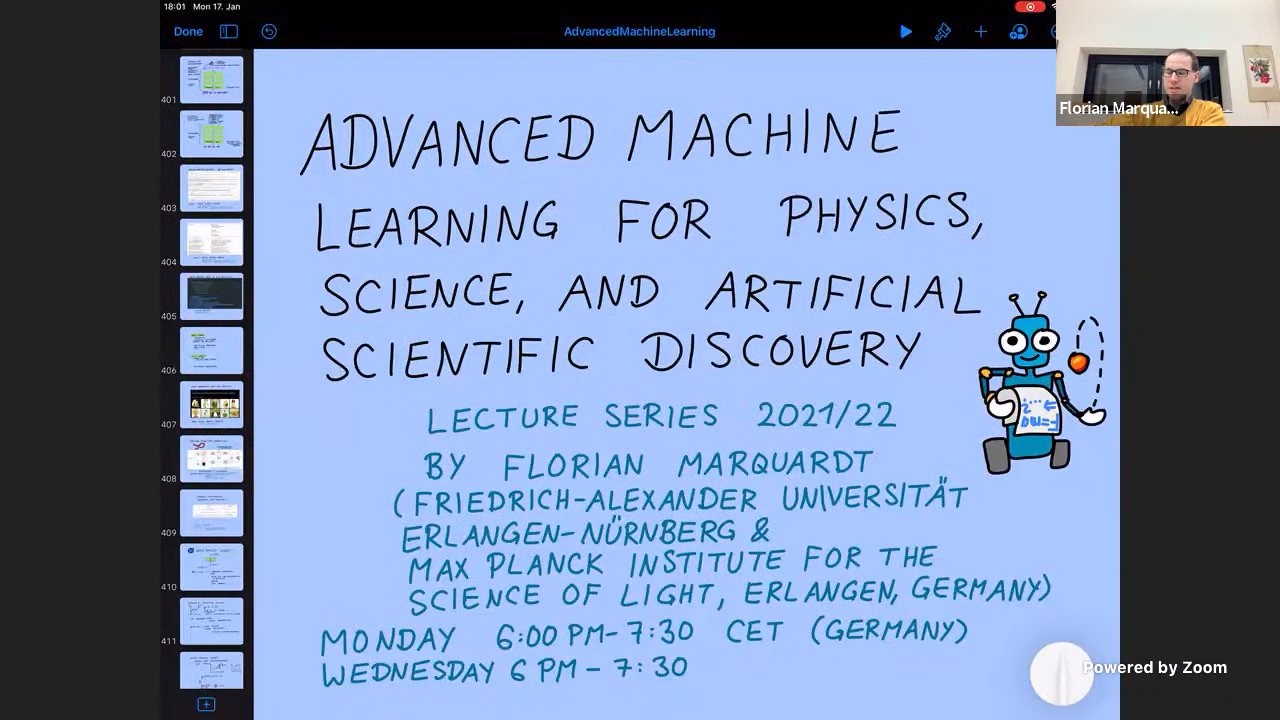 18:01 Mon 17. Jan
Done
AdvancedMachineLearning
Florian Marqua...
401
402
403
404
405
406
407
408
409
410
411
ADVANCED MACHINE
LEARNING FOR PHYSICS,
SCIENCE, AND ARTIFICIAL
SCIENTIFIC DISCOVERY
LECTURE SERIES 2021/22
BY FLORIAN MARQUARDT
(FRIEDRICH-ALEXANDER UNIVERSITÄT
ERLANGEN-NÜRNBERG &
MAX PLANCK INSTITUTE FOR THE
SCIENCE OF LIGHT, ERLANGEN, GERMANY)
MONDAY 6:00 PM-7:30 CET (GERMANY)
WEDNESDAY 6 PM-7:30
Powered by Zoom